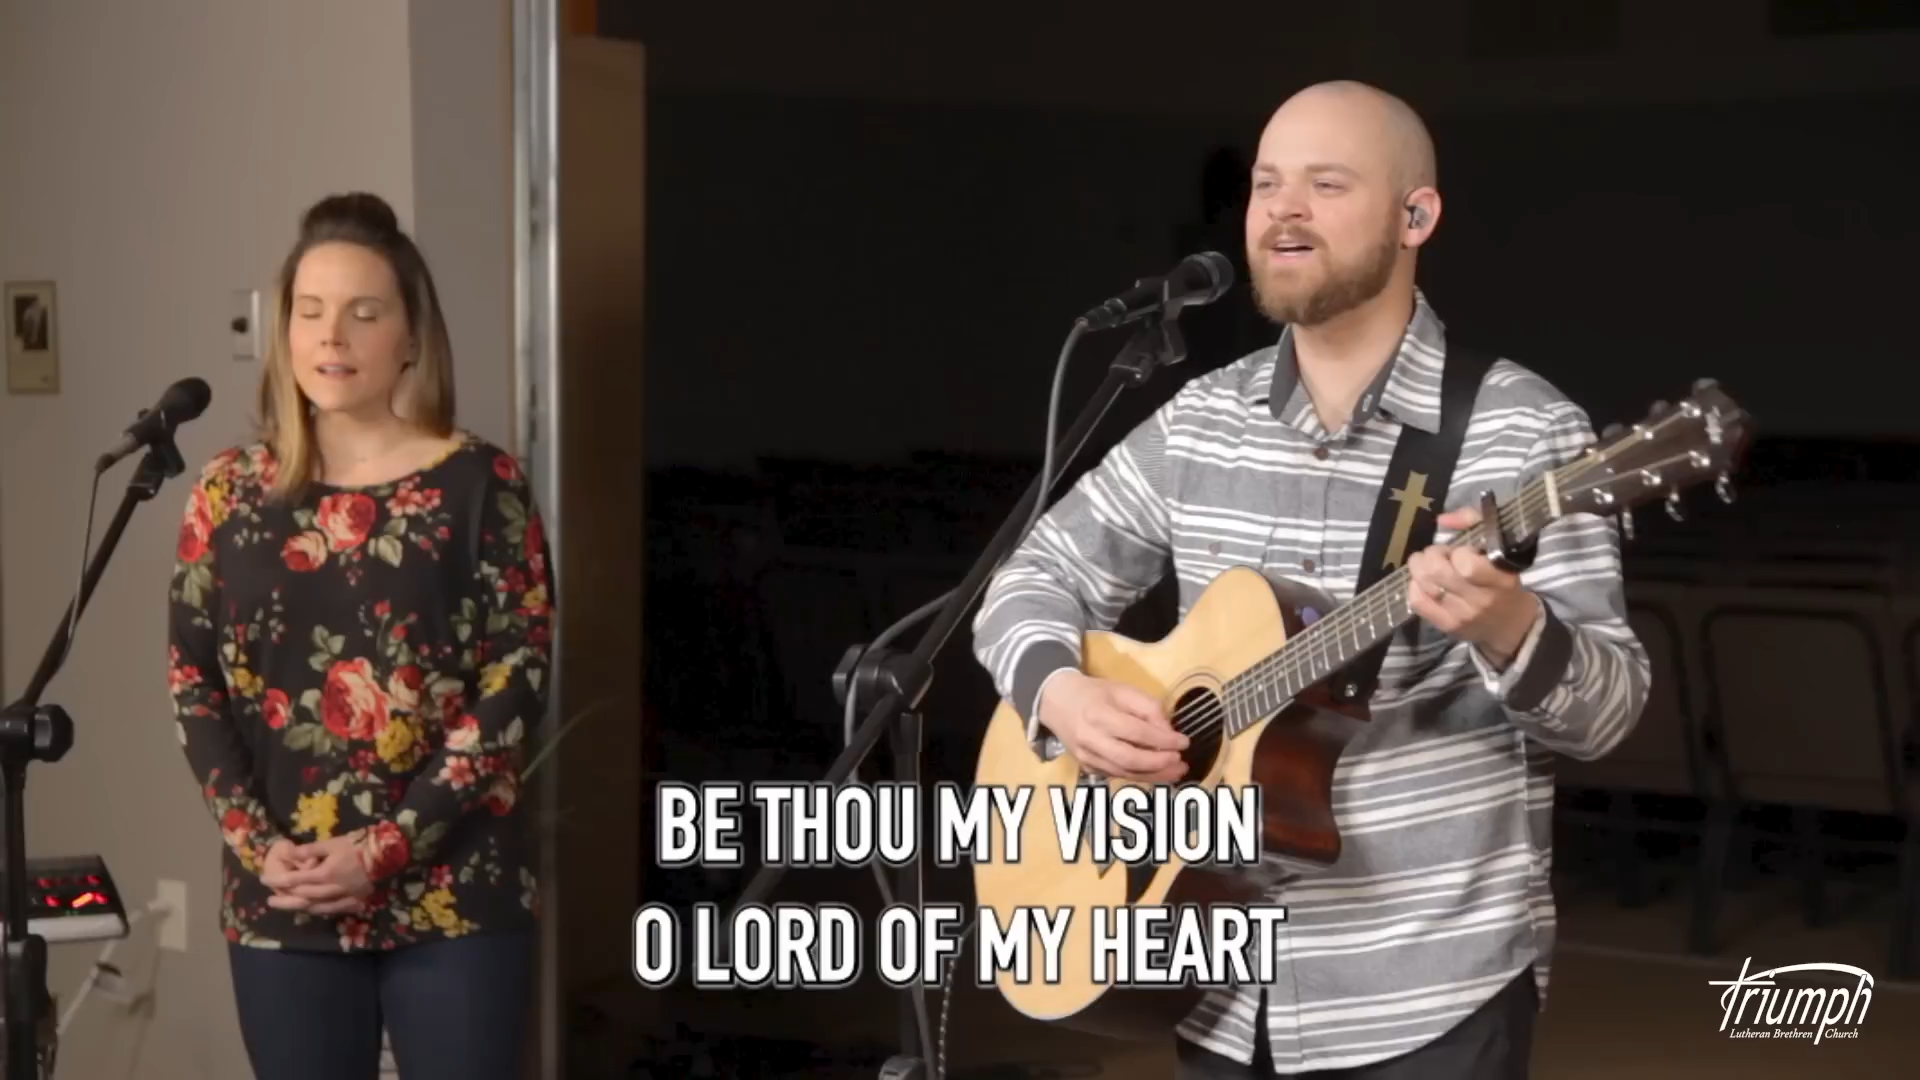 BE THOU MY VISION
O LORD OF MY HEART
Triumph
Lutheran Brethren Church